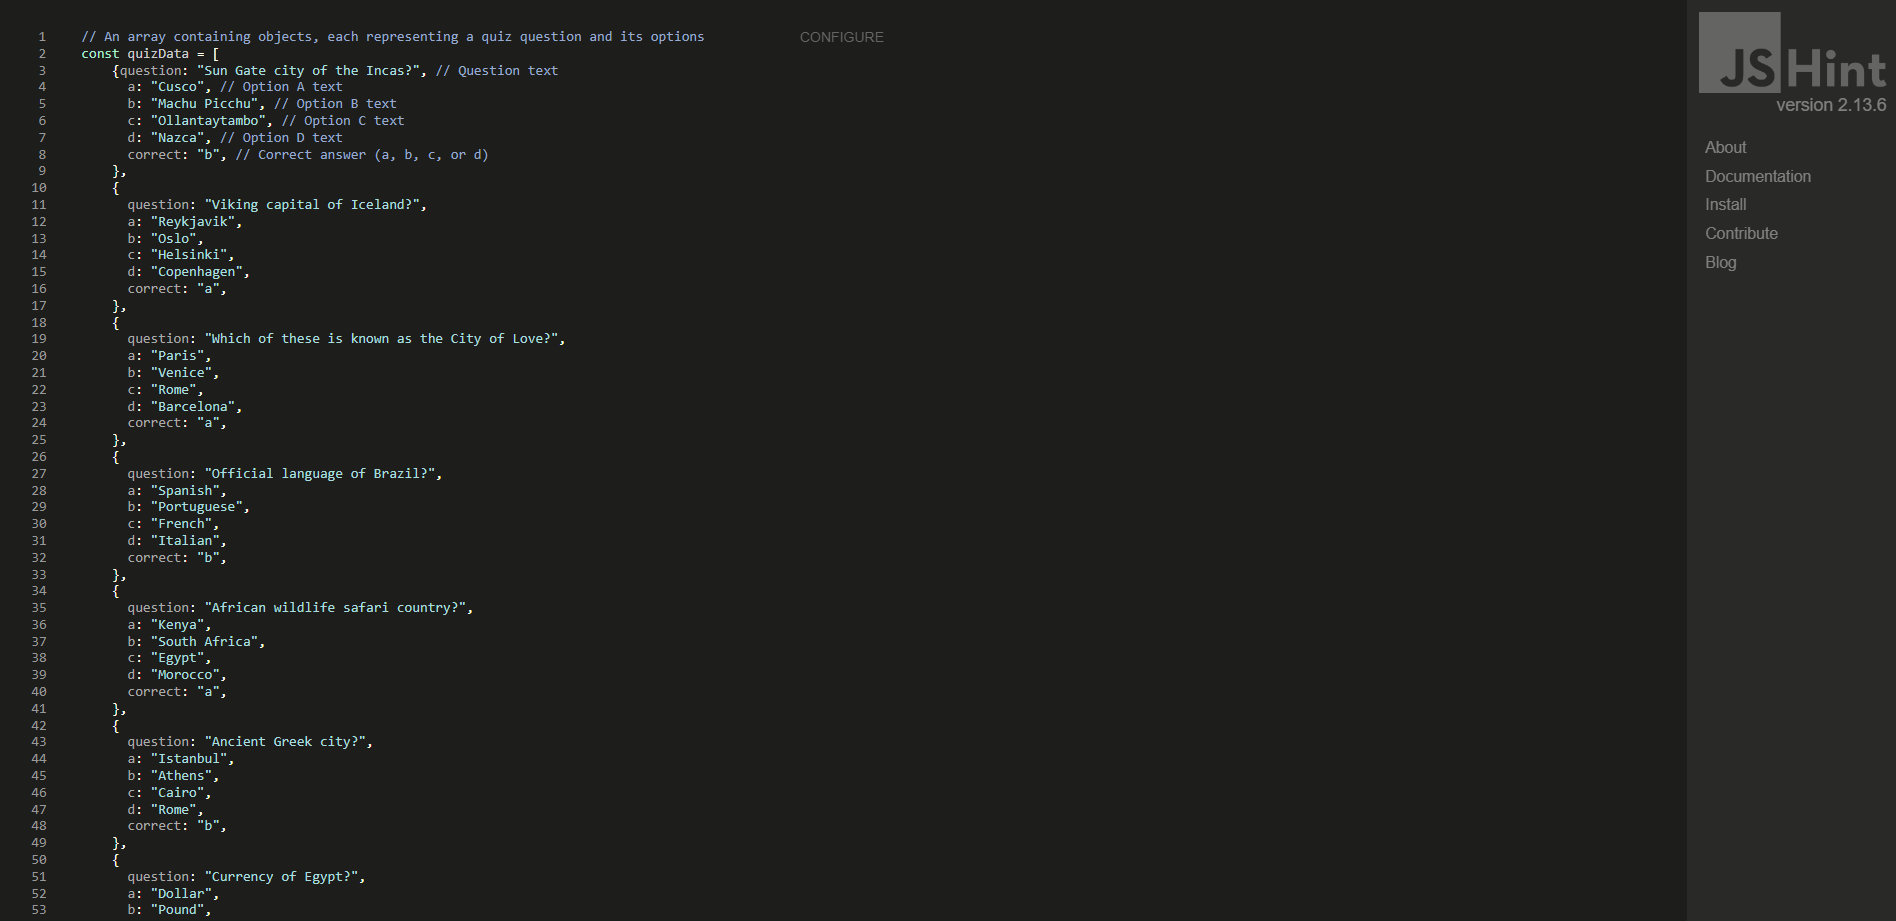 1 // An array containing objects, each representing a quiz question and its options
2 const quizData = [
3 {question: "Sun Gate city of the Incas?", // Question text
4 a: "Cusco", // Option A text
5 b: "Machu Picchu", // Option B text
6 c: "Ollantaytambo", // Option C text
7 d: "Nazca", // Option D text
8 correct: "b", // Correct answer (a, b, c, or d)
9 },
10 {
11 question: "Viking capital of Iceland?",
12 a: "Reykjavik",
13 b: "Oslo",
14 c: "Helsinki",
15 d: "Copenhagen",
16 correct: "a",
17 },
18 {
19 question: "Which of these is known as the City of Love?",
20 a: "Paris",
21 b: "Venice",
22 c: "Rome",
23 d: "Barcelona",
24 correct: "a",
25 },
26 {
27 question: "Official language of Brazil?",
28 a: "Spanish",
29 b: "Portuguese",
30 c: "French",
31 d: "Italian",
32 correct: "b",
33 },
34 {
35 question: "African wildlife safari country?",
36 a: "Kenya",
37 b: "South Africa",
38 c: "Egypt",
39 d: "Morocco",
40 correct: "a",
41 },
42 {
43 question: "Ancient Greek city?",
44 a: "Istanbul",
45 b: "Athens",
46 c: "Cairo",
47 d: "Rome",
48 correct: "b",
49 },
50 {
51 question: "Currency of Egypt?",
52 a: "Dollar",
53 b: "Pound",
CONFIGURE
JSHint
version 2.13.6
About
Documentation
Install
Contribute
Blog